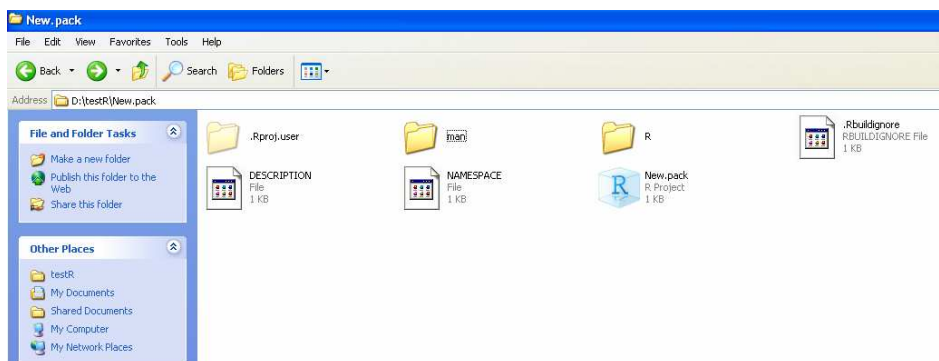 New.pack
File Edit View Favorites Tools Help
Back Search Folders
Address D:\testR\New.pack
File and Folder Tasks
Make a new folder
Publish this folder to the
Web
Share this folder
Other Places
testR
My Documents
Shared Documents
My Computer
My Network Places
.Rproj.user
man
R
.Rbuildignore
RBUILDIGNORE File
1 KB
DESCRIPTION
File
1 KB
NAMESPACE
File
1 KB
R
New.pack
R Project
1 KB